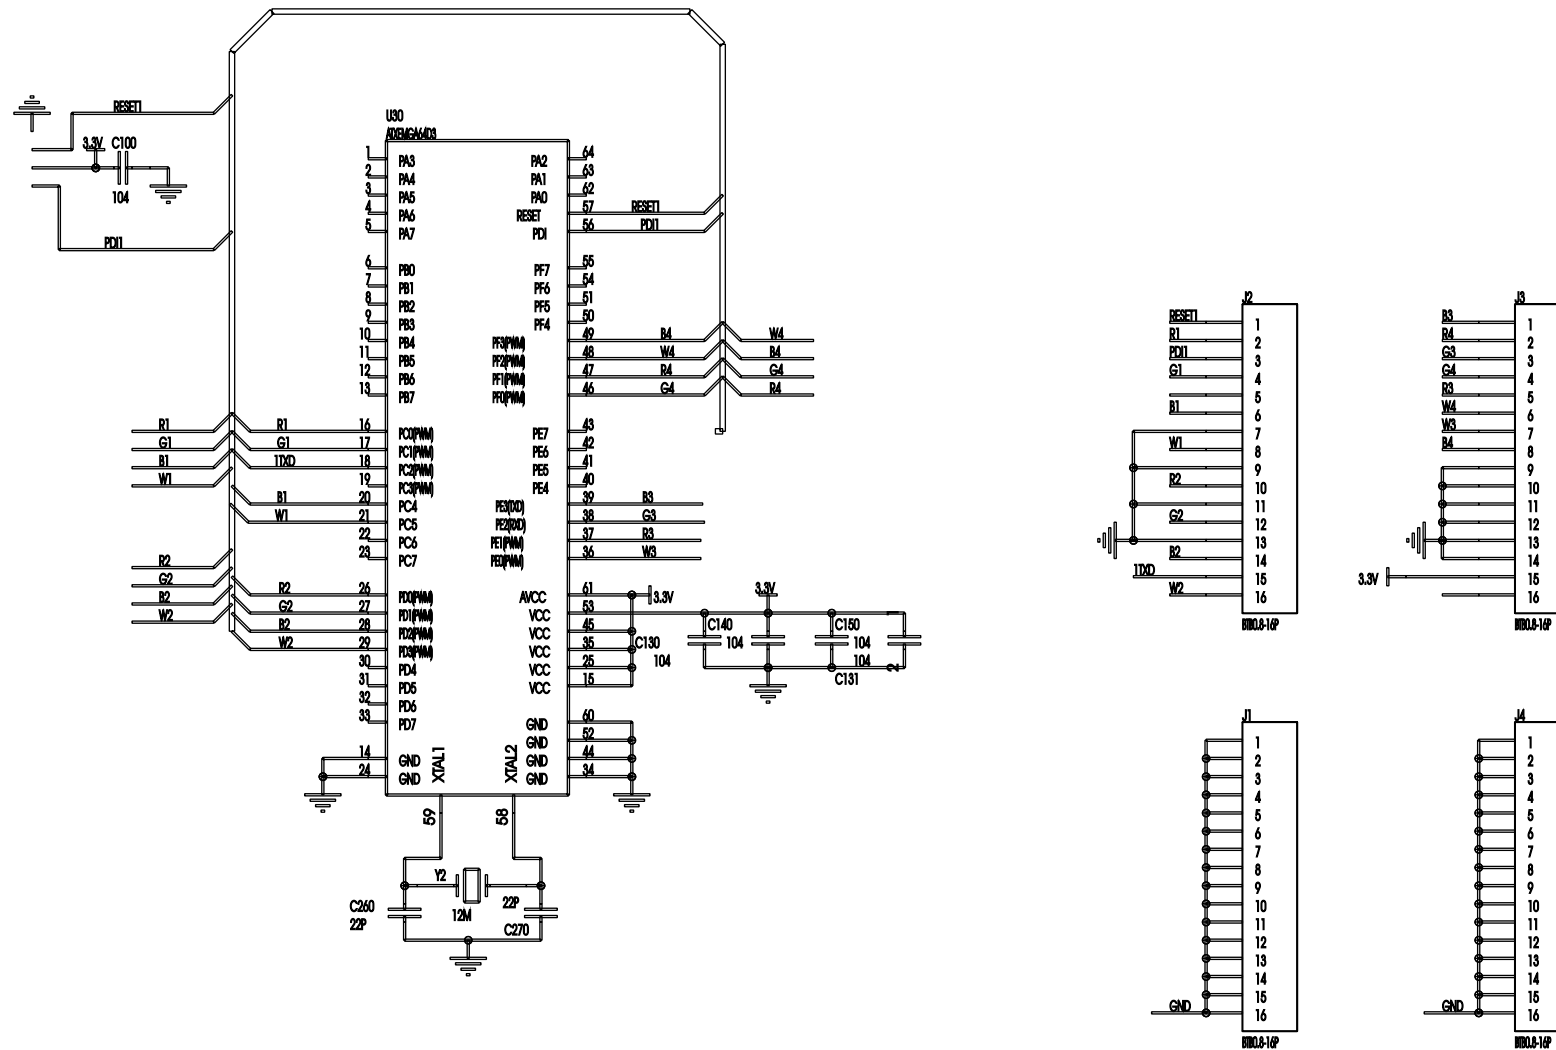 RESET1
3.3V C100
104
PDI1
U30
ATXEMGA64D3
1 PA3 PA2 64
2 PA4 PA1 63
3 PA5 PA0 62
4 PA6 RESET 57 RESET1
5 PA7 PDI 56 PDI1
6 PB0 PF7 55
7 PB1 PF6 54
8 PB2 PF5 51
9 PB3 PF4 50
10 PB4 PF3(PWM) 49 B4 W4
11 PB5 PF2(PWM) 48 W4 B4
12 PB6 PF1(PWM) 47 R4 G4
13 PB7 PF0(PWM) 46 G4 R4
R1 R1 16 PC0(PWM) PE7 43
G1 G1 17 PC1(PWM) PE6 42
B1 1TXD 18 PC2(PWM) PE5 41
W1 19 PC3(PWM) PE4 40
B1 20 PC4 PE3(TXD) 39 B3
W1 21 PC5 PE2(RXD) 38 G3
22 PC6 PE1(PWM) 37 R3
23 PC7 PE0(PWM) 36 W3
R2 R2 26 PD0(PWM) AVCC 61 3.3V 3.3V
G2 G2 27 PD1(PWM) VCC 53
B2 B2 28 PD2(PWM) VCC 45
W2 W2 29 PD3(PWM) VCC 35
30 PD4 VCC 25
31 PD5 VCC 15
32 PD6
33 PD7 GND 60
GND 52
14 GND GND 44
24 GND GND 34
XTAL1 XTAL2
59 58
C130 104
C140 104
C150 104
104 C131
2
Y2
12M
C260
22P
22P
C270
J2
RESET1 1
R1 2
PDI1 3
G1 4
5
B1 6
7
W1 8
9
R2 10
11
G2 12
13
B2 14
1TXD 15
W2 16
BTB0.8-16P
J3
B3 1
R4 2
G3 3
G4 4
R3 5
W4 6
W3 7
B4 8
9
10
11
12
13
14
3.3V 15
16
BTB0.8-16P
J1
1
2
3
4
5
6
7
8
9
10
11
12
13
14
15
GND 16
BTB0.8-16P
J4
1
2
3
4
5
6
7
8
9
10
11
12
13
14
15
GND 16
BTB0.8-16P